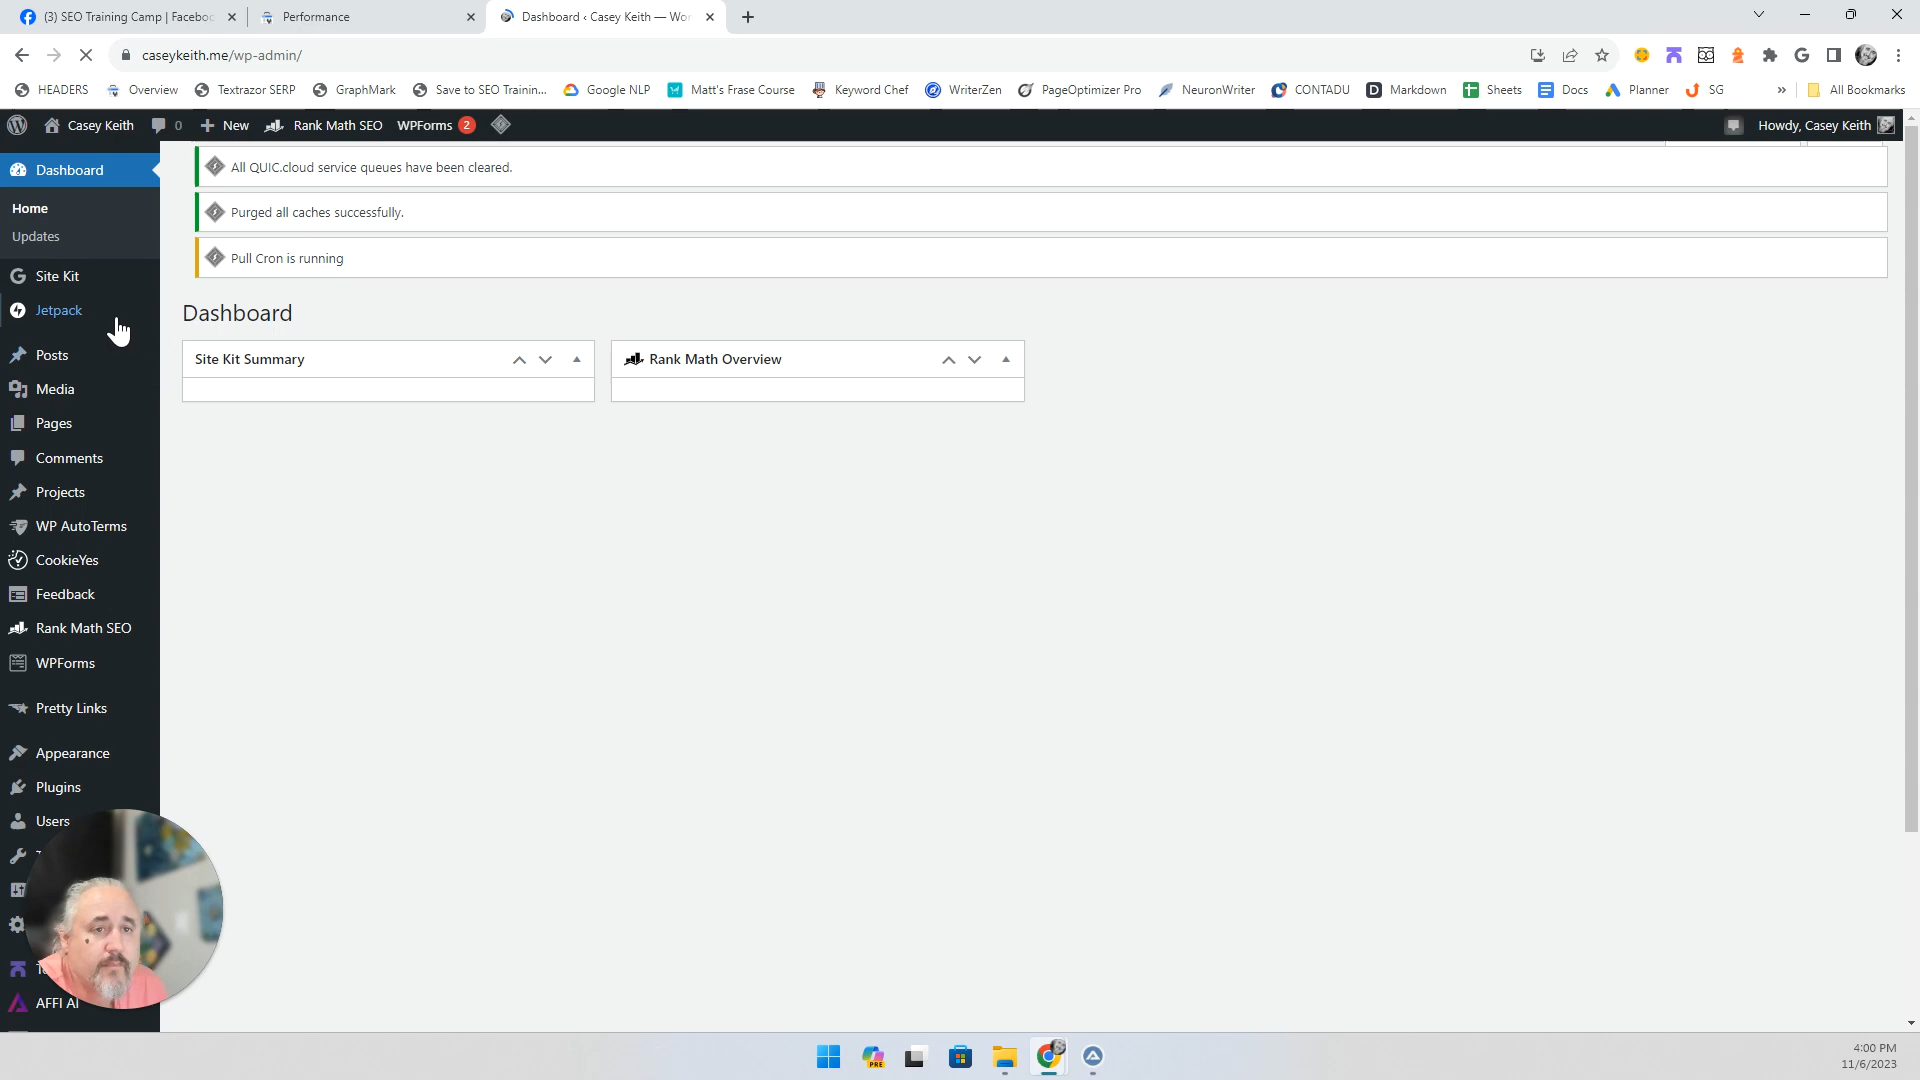 (3) SEO Training Camp | Faceboo
Performance
Dashboard ‹ Casey Keith — Wor
caseykeith.me/wp-admin/
HEADERS
Overview
Textrazor SERP
GraphMark
Save to SEO Trainin...
Google NLP
Matt's Frase Course
Keyword Chef
WriterZen
PageOptimizer Pro
NeuronWriter
CONTADU
Markdown
Sheets
Docs
Planner
SG
»
All Bookmarks
Casey Keith
0
New
Rank Math SEO
WPForms 2
Howdy, Casey Keith
Dashboard
Home
Updates
Site Kit
Jetpack
Posts
Media
Pages
Comments
Projects
WP AutoTerms
CookieYes
Feedback
Rank Math SEO
WPForms
Pretty Links
Appearance
Plugins
Users
AFFI AI
All QUIC.cloud service queues have been cleared.
Purged all caches successfully.
Pull Cron is running
Dashboard
Site Kit Summary
Rank Math Overview
PRE
4:00 PM
11/6/2023